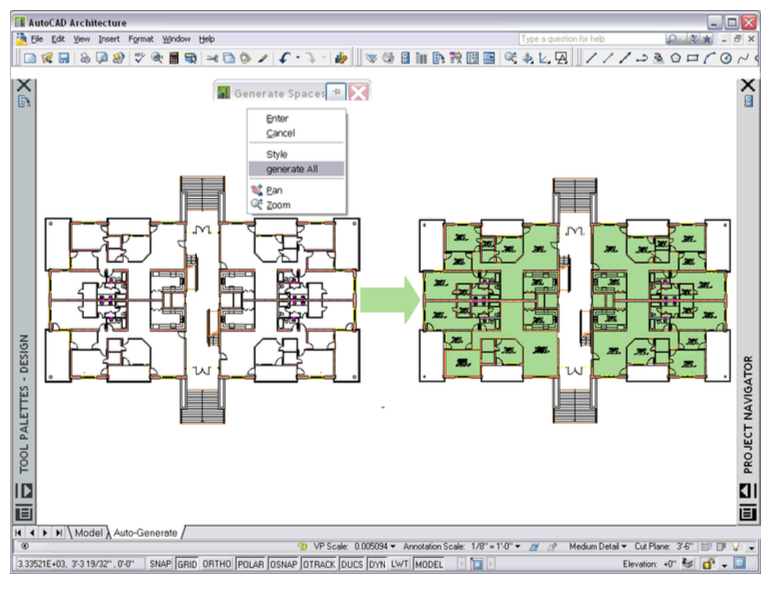 AutoCAD Architecture
File Edit View Insert Format Window Help
Type a question for help
Generate Spaces
Enter
Cancel
Style
generate All
Pan
Zoom
TOOL PALETTES - DESIGN
PROJECT NAVIGATOR
Model Auto-Generate
VP Scale: 0.005094 Annotation Scale: 1/8" = 1'0" Medium Detail Cut Plane: 3'6"
3.33521E+03, 3'-3 19/32", 0'-0" SNAP GRID ORTHO POLAR OSNAP OTRACK DUCS DYN LWT MODEL Elevation: +0"